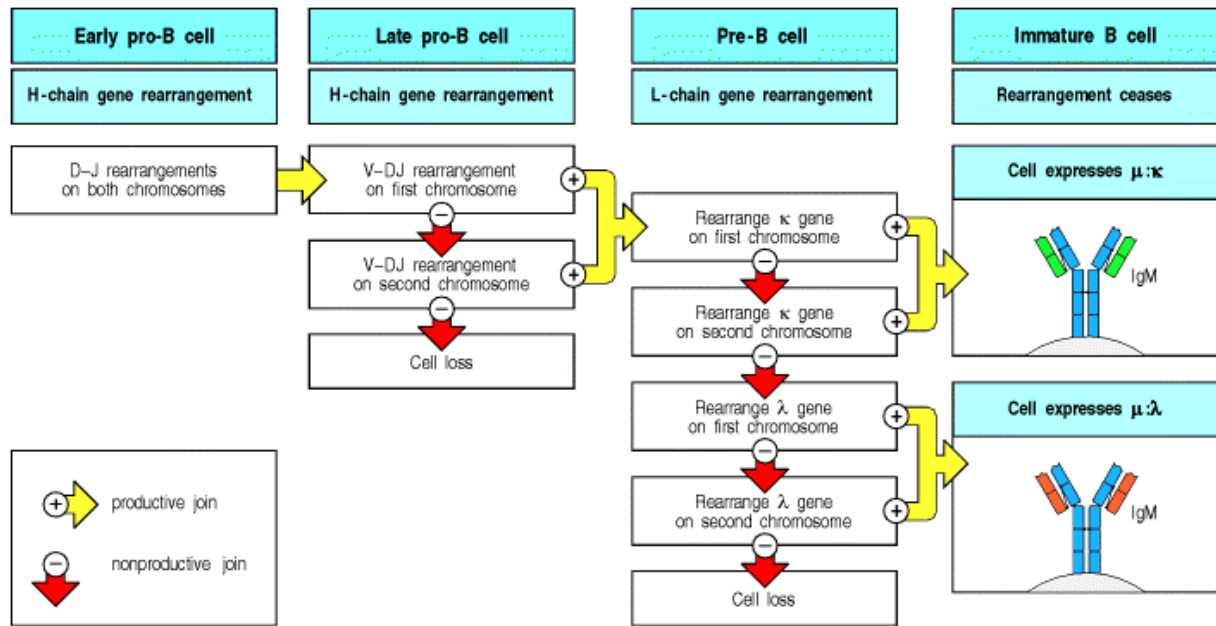 Early pro-B cell
Late pro-B cell
Pre-B cell
Immature B cell
H-chain gene rearrangement
H-chain gene rearrangement
L-chain gene rearrangement
Rearrangement ceases
D–J rearrangements
on both chromosomes
V–DJ rearrangement
on first chromosome
+
−
V–DJ rearrangement
on second chromosome
+
−
Cell loss
Rearrange κ gene
on first chromosome
+
−
Rearrange κ gene
on second chromosome
+
−
Rearrange λ gene
on first chromosome
+
−
Rearrange λ gene
on second chromosome
+
−
Cell loss
Cell expresses μ:κ
IgM
Cell expresses μ:λ
IgM
+
productive join
−
nonproductive join